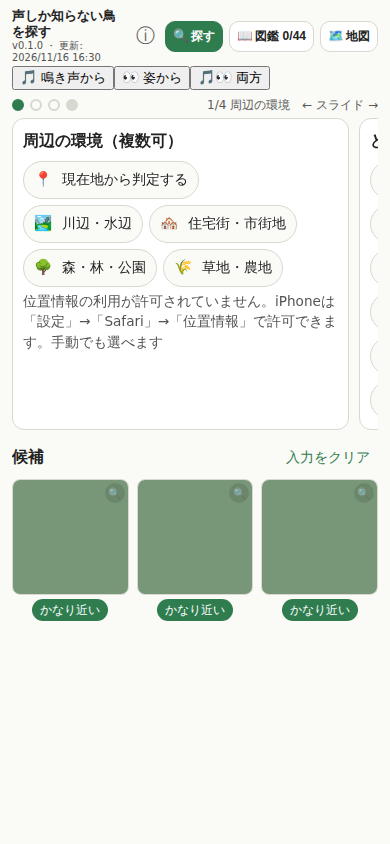 声しか知らない鳥
を探す
v0.1.0 · 更新:
2026/11/16 16:30
ⓘ
🔍 探す
📖 図鑑 0/44
🗺️ 地図
🎵 鳴き声から
👀 姿から
🎵👀 両方
1/4 周辺の環境 ← スライド →
周辺の環境（複数可）
📍 現在地から判定する
🏞️ 川辺・水辺
🏘️ 住宅街・市街地
🌳 森・林・公園
🌾 草地・農地
位置情報の利用が許可されていません。iPhoneは
「設定」→「Safari」→「位置情報」で許可できま
す。手動でも選べます
候補
入力をクリア
かなり近い
かなり近い
かなり近い